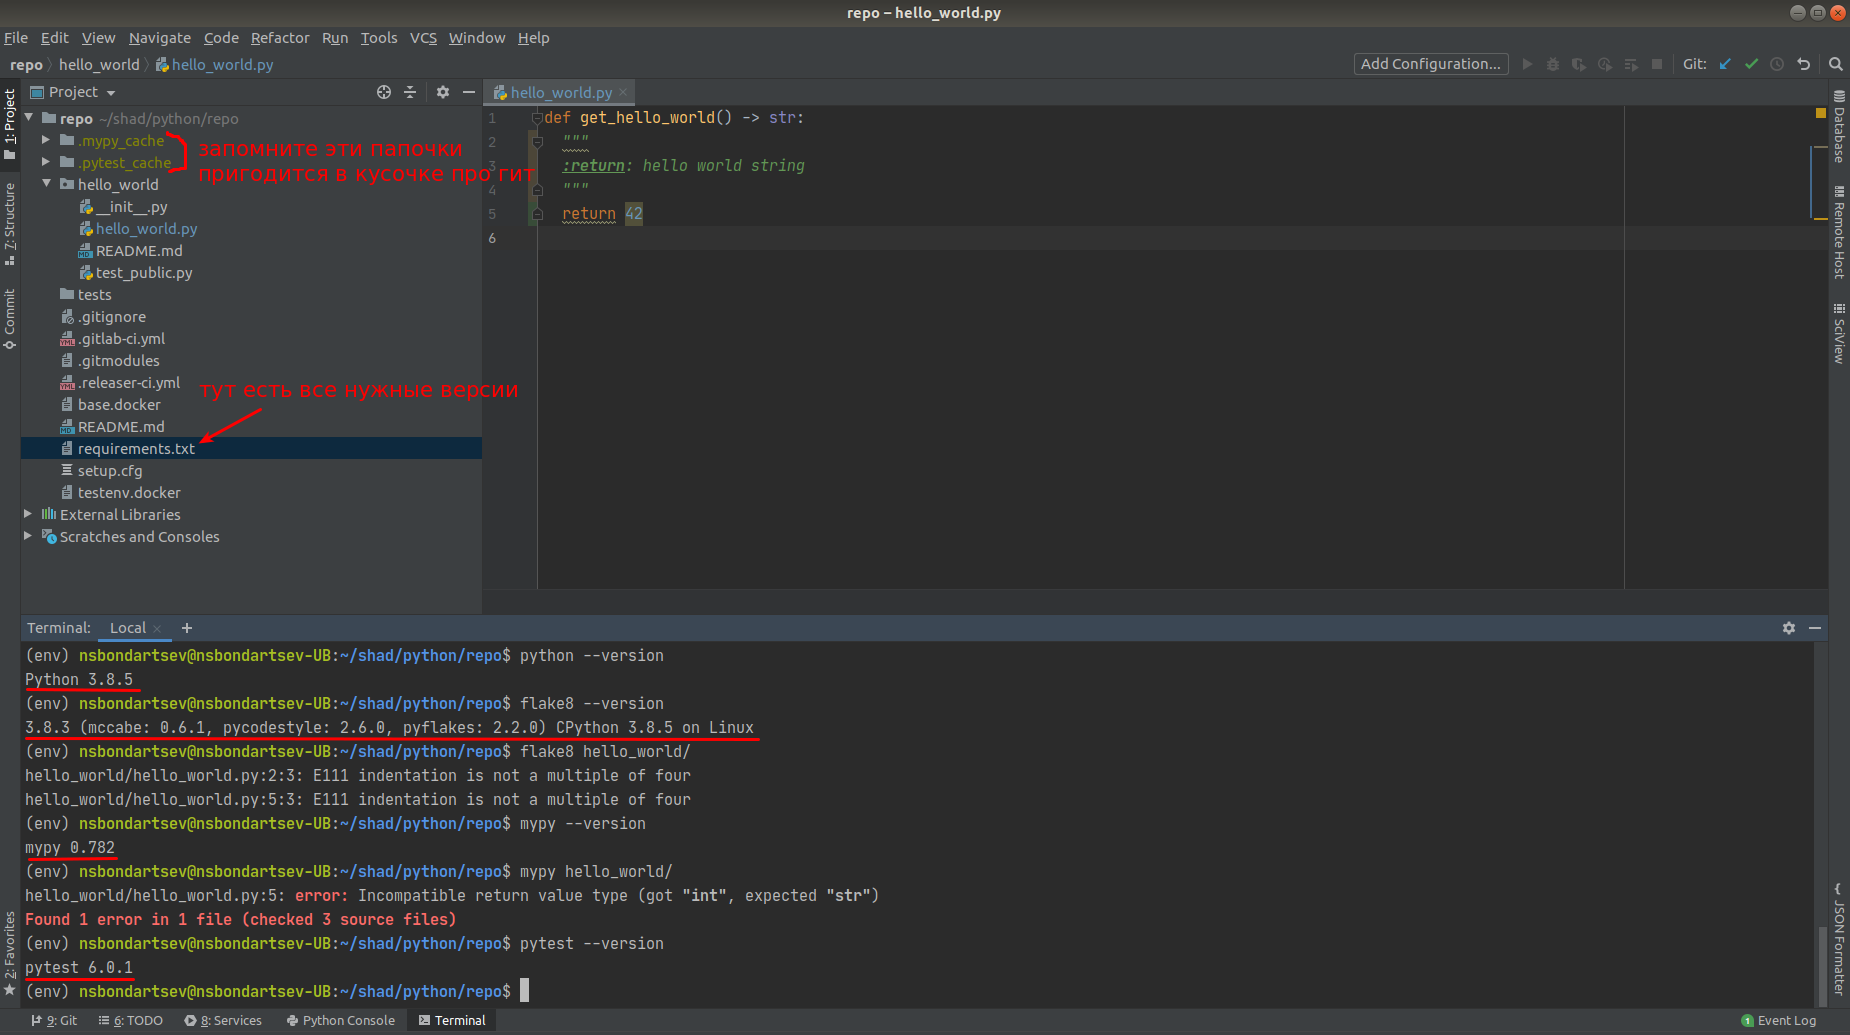 repo – hello_world.py
File Edit View Navigate Code Refactor Run Tools VCS Window Help
repo hello_world hello_world.py
Add Configuration... Git:
1: Project
7: Structure
Commit
2: Favorites
Project
repo ~/shad/python/repo
.mypy_cache
.pytest_cache
запомните эти папочки
пригодится в кусочке про гит
hello_world
__init__.py
hello_world.py
README.md
test_public.py
tests
.gitignore
.gitlab-ci.yml
.gitmodules
.releaser-ci.yml
тут есть все нужные версии
base.docker
README.md
requirements.txt
setup.cfg
testenv.docker
External Libraries
Scratches and Consoles
hello_world.py
1 def get_hello_world() -> str:
2 """
3 :return: hello world string
4 """
5 return 42
6
Database
Remote Host
SciView
JSON Formatter
Terminal: Local
(env) nsbondartsev@nsbondartsev-UB:~/shad/python/repo$ python --version
Python 3.8.5
(env) nsbondartsev@nsbondartsev-UB:~/shad/python/repo$ flake8 --version
3.8.3 (mccabe: 0.6.1, pycodestyle: 2.6.0, pyflakes: 2.2.0) CPython 3.8.5 on Linux
(env) nsbondartsev@nsbondartsev-UB:~/shad/python/repo$ flake8 hello_world/
hello_world/hello_world.py:2:3: E111 indentation is not a multiple of four
hello_world/hello_world.py:5:3: E111 indentation is not a multiple of four
(env) nsbondartsev@nsbondartsev-UB:~/shad/python/repo$ mypy --version
mypy 0.782
(env) nsbondartsev@nsbondartsev-UB:~/shad/python/repo$ mypy hello_world/
hello_world/hello_world.py:5: error: Incompatible return value type (got "int", expected "str")
Found 1 error in 1 file (checked 3 source files)
(env) nsbondartsev@nsbondartsev-UB:~/shad/python/repo$ pytest --version
pytest 6.0.1
(env) nsbondartsev@nsbondartsev-UB:~/shad/python/repo$
9: Git 6: TODO 8: Services Python Console Terminal 1 Event Log